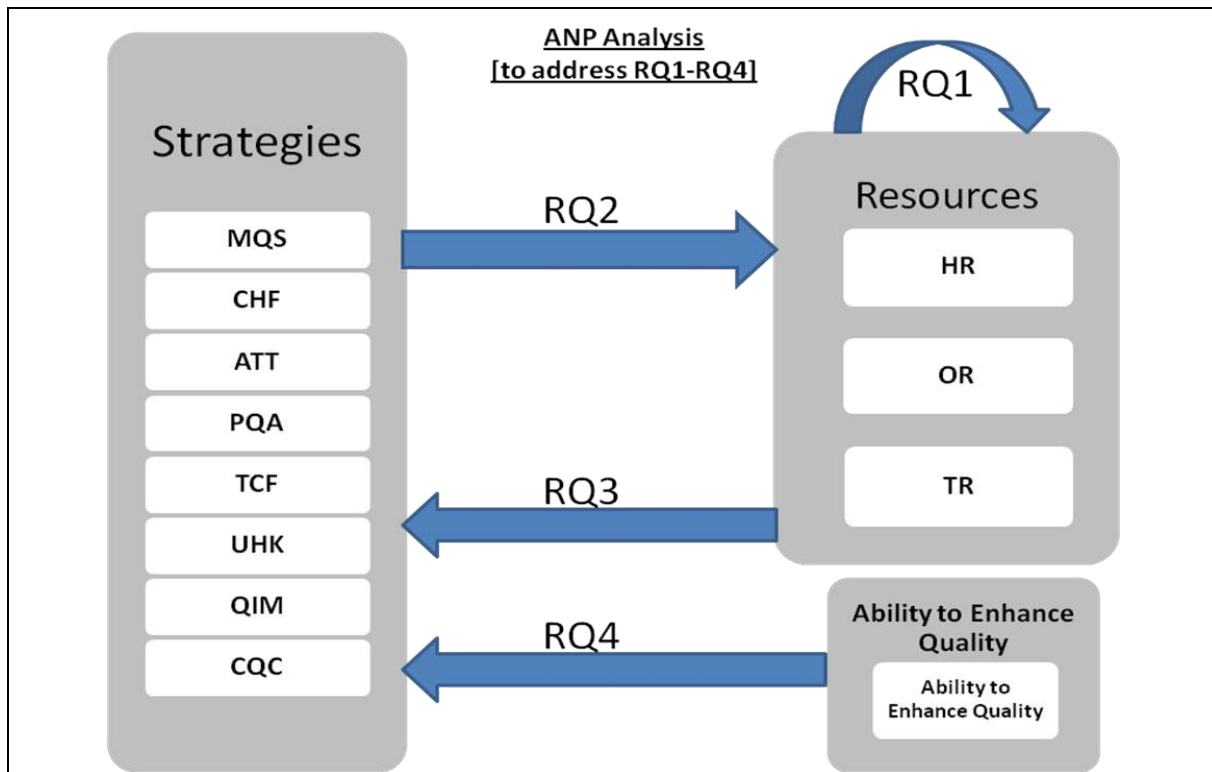 ANP Analysis
[to address RQ1-RQ4]
Strategies
MQS
CHF
ATT
PQA
TCF
UHK
QIM
CQC
RQ1
RQ2
RQ3
RQ4
Resources
HR
OR
TR
Ability to Enhance
Quality
Ability to
Enhance Quality